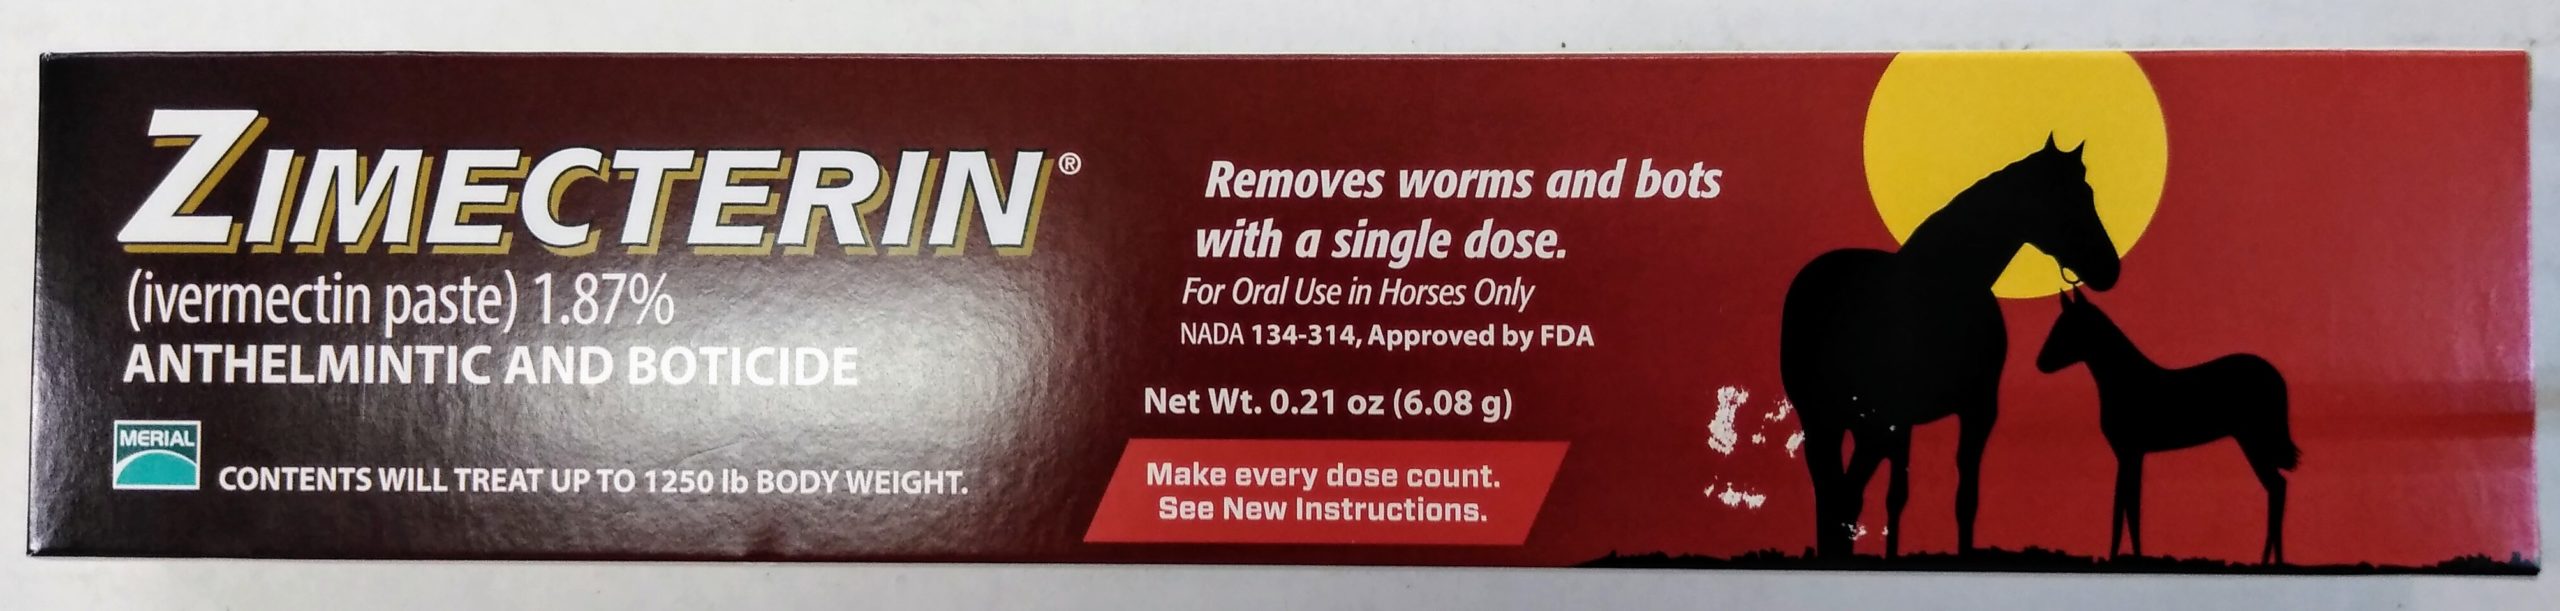 ZIMECTERIN®
(ivermectin paste) 1.87%
ANTHELMINTIC AND BOTICIDE
MERIAL
CONTENTS WILL TREAT UP TO 1250 lb BODY WEIGHT.
Removes worms and bots
with a single dose.
For Oral Use in Horses Only
NADA 134-314, Approved by FDA
Net Wt. 0.21 oz (6.08 g)
Make every dose count.
See New Instructions.